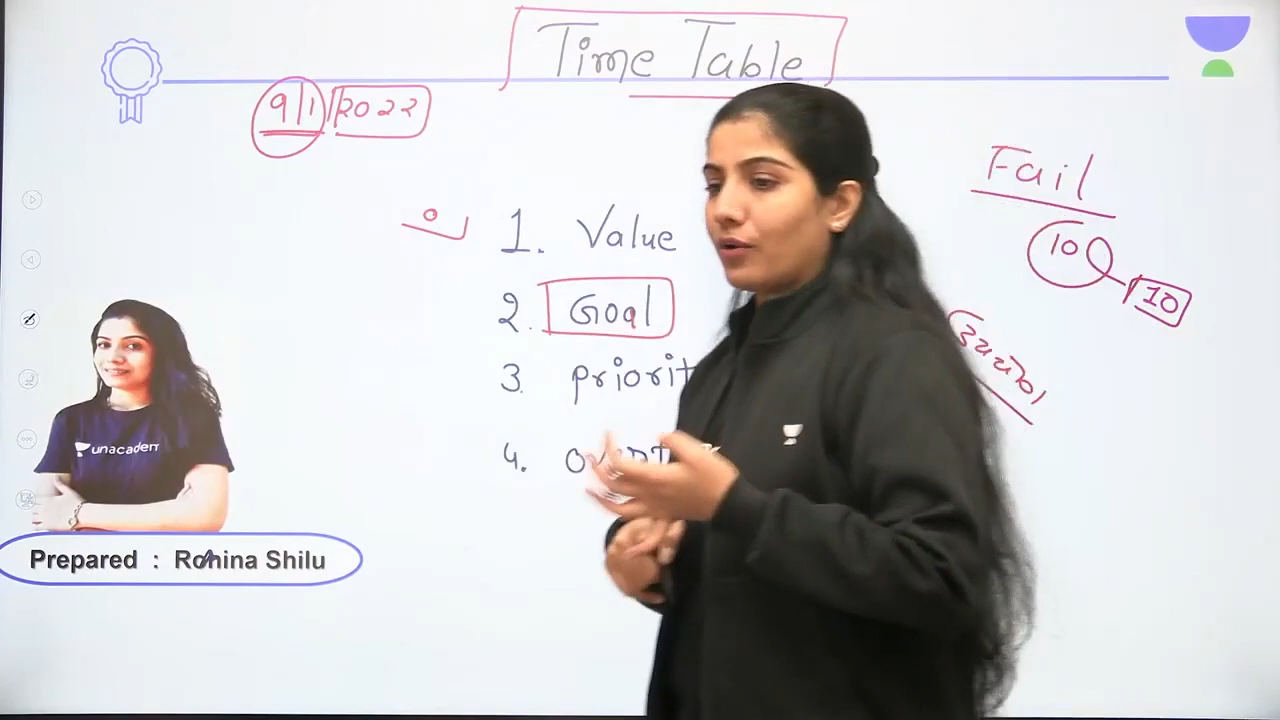 Time Table
9/1/2022
1. Value
2. Goal
3. priorit
4.
Fail
10
10
unacadem
Prepared : Rohina Shilu